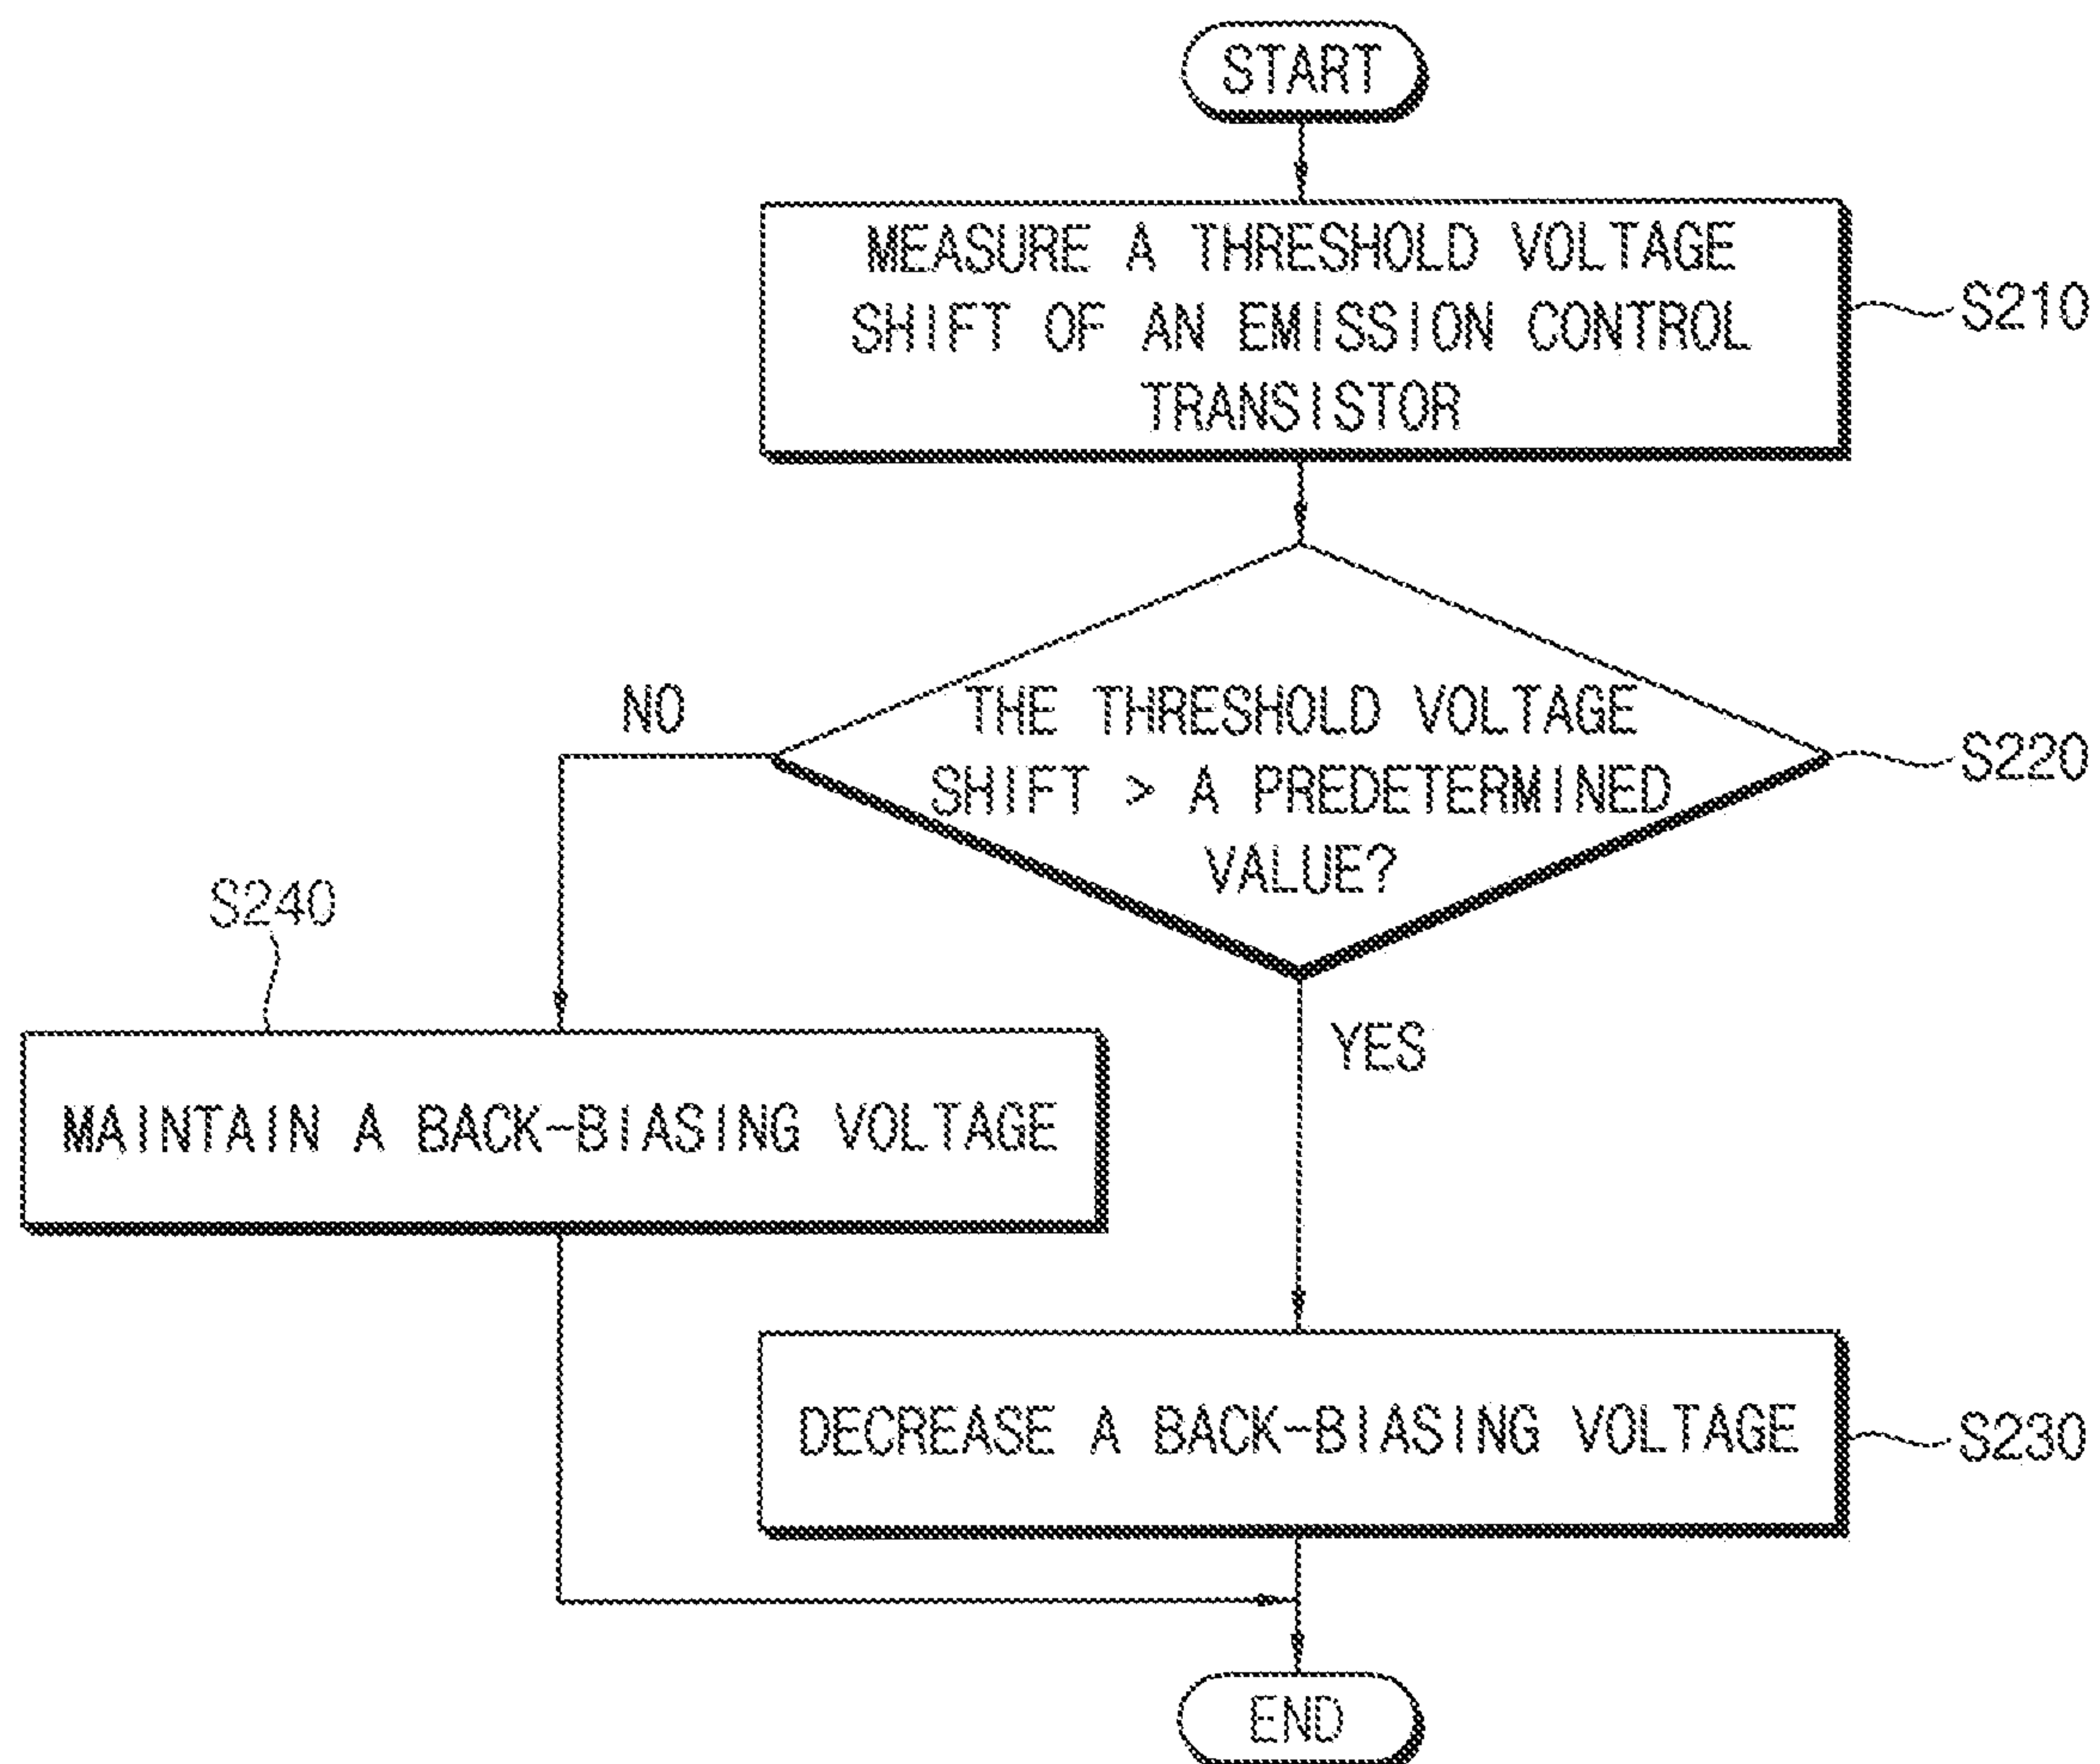 START
MEASURE A THRESHOLD VOLTAGE
SHIFT OF AN EMISSION CONTROL
TRANSISTOR
S210
NO
THE THRESHOLD VOLTAGE
SHIFT > A PREDETERMINED
VALUE?
S220
S240
YES
MAINTAIN A BACK-BIASING VOLTAGE
DECREASE A BACK-BIASING VOLTAGE
S230
END